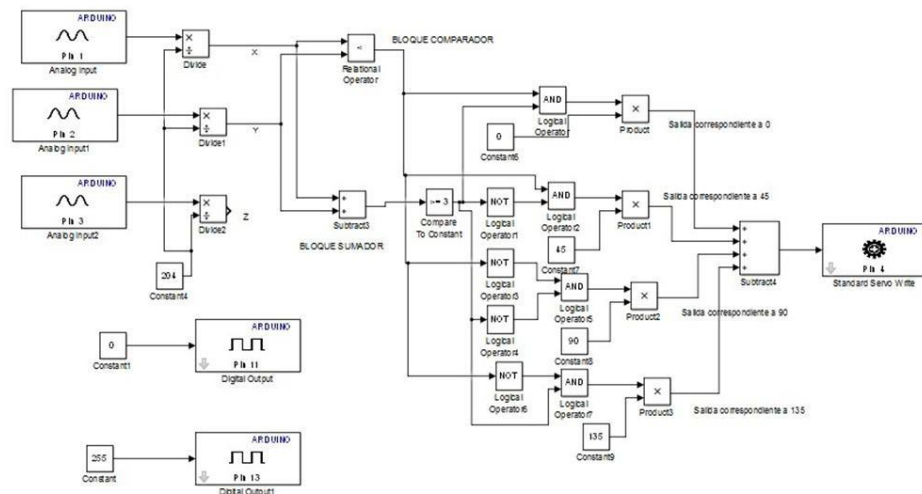 ARDUINO
Pin 1
Analog Input
×
÷
Divide
X
ARDUINO
Pin 2
Analog Input1
×
÷
Divide1
Y
ARDUINO
Pin 3
Analog Input2
×
÷
Divide2
Z
204
Constant4
BLOQUE COMPARADOR
<
Relational
Operator
+
+
Subtract3
BLOQUE SUMADOR
>= 3
Compare
To Constant
AND
Logical
Operator
0
Constant6
×
Product
Salida correspondiente a 0
NOT
Logical
Operator1
AND
Logical
Operator2
45
Constant7
×
Product1
Salida correspondiente a 45
NOT
Logical
Operator3
NOT
Logical
Operator4
AND
Logical
Operator5
90
Constant8
×
Product2
Salida correspondiente a 90
NOT
Logical
Operator6
AND
Logical
Operator7
135
Constant9
×
Product3
Salida correspondiente a 135
+
+
+
+
Subtract4
ARDUINO
Pin 4
Standard Servo Write
0
Constant1
ARDUINO
Pin 11
Digital Output
255
Constant
ARDUINO
Pin 13
Digital Output1